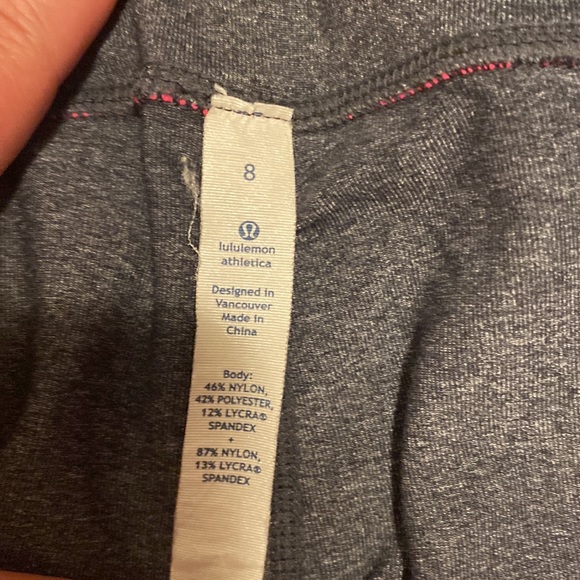 8
lululemon
athletica
Designed in
Vancouver
Made in
China
Body:
46% NYLON,
42% POLYESTER,
12% LYCRA®
SPANDEX
+
87% NYLON,
13% LYCRA®
SPANDEX